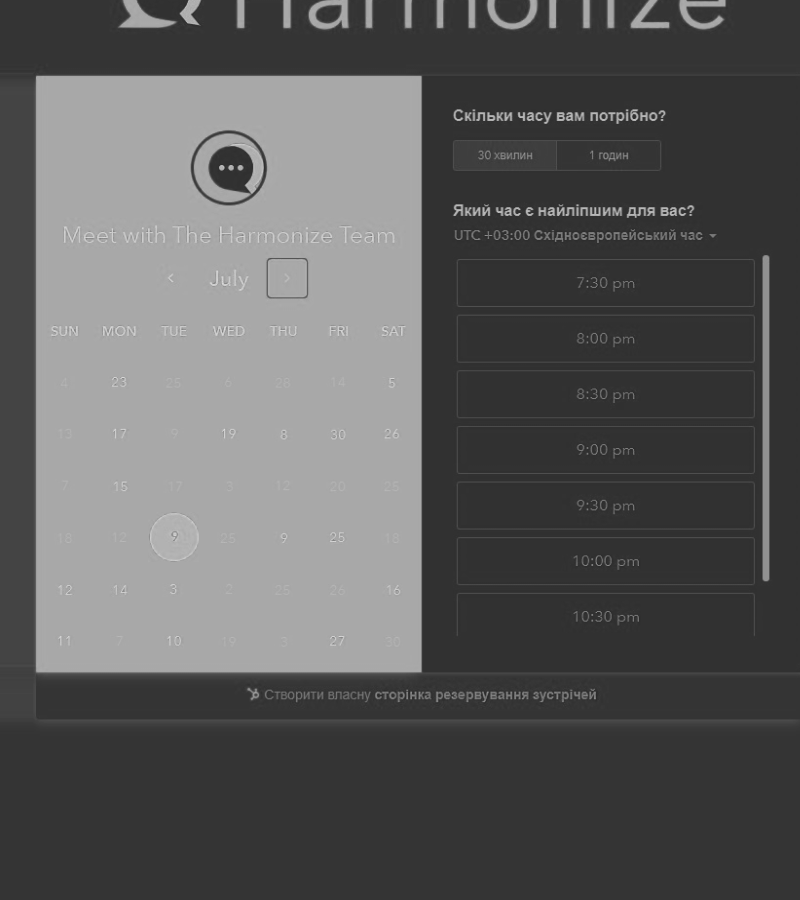 Harmonize
Meet with The Harmonize Team
July
SUN MON TUE WED THU FRI SAT
4 23 25 6 28 14 5
13 17 9 19 8 30 26
7 15 17 3 12 20 25
18 12 9 25 9 25 18
12 14 3 2 25 26 16
11 7 10 19 3 27 30
Скільки часу вам потрібно?
30 хвилин 1 годин
Який час є найліпшим для вас?
UTC +03:00 Східноєвропейський час
7:30 pm
8:00 pm
8:30 pm
9:00 pm
9:30 pm
10:00 pm
10:30 pm
Створити власну сторінка резервування зустрічей